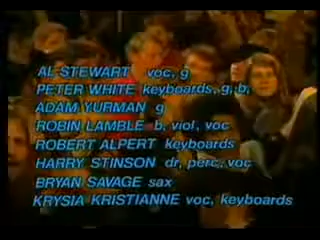 AL STEWART voc, g
PETER WHITE keyboards, g, b,
ADAM YURMAN g
ROBIN LAMBLE b, viol, voc
ROBERT ALPERT keyboards
HARRY STINSON dr, perc, voc
BRYAN SAVAGE sax
KRYSIA KRISTIANNE voc, keyboards